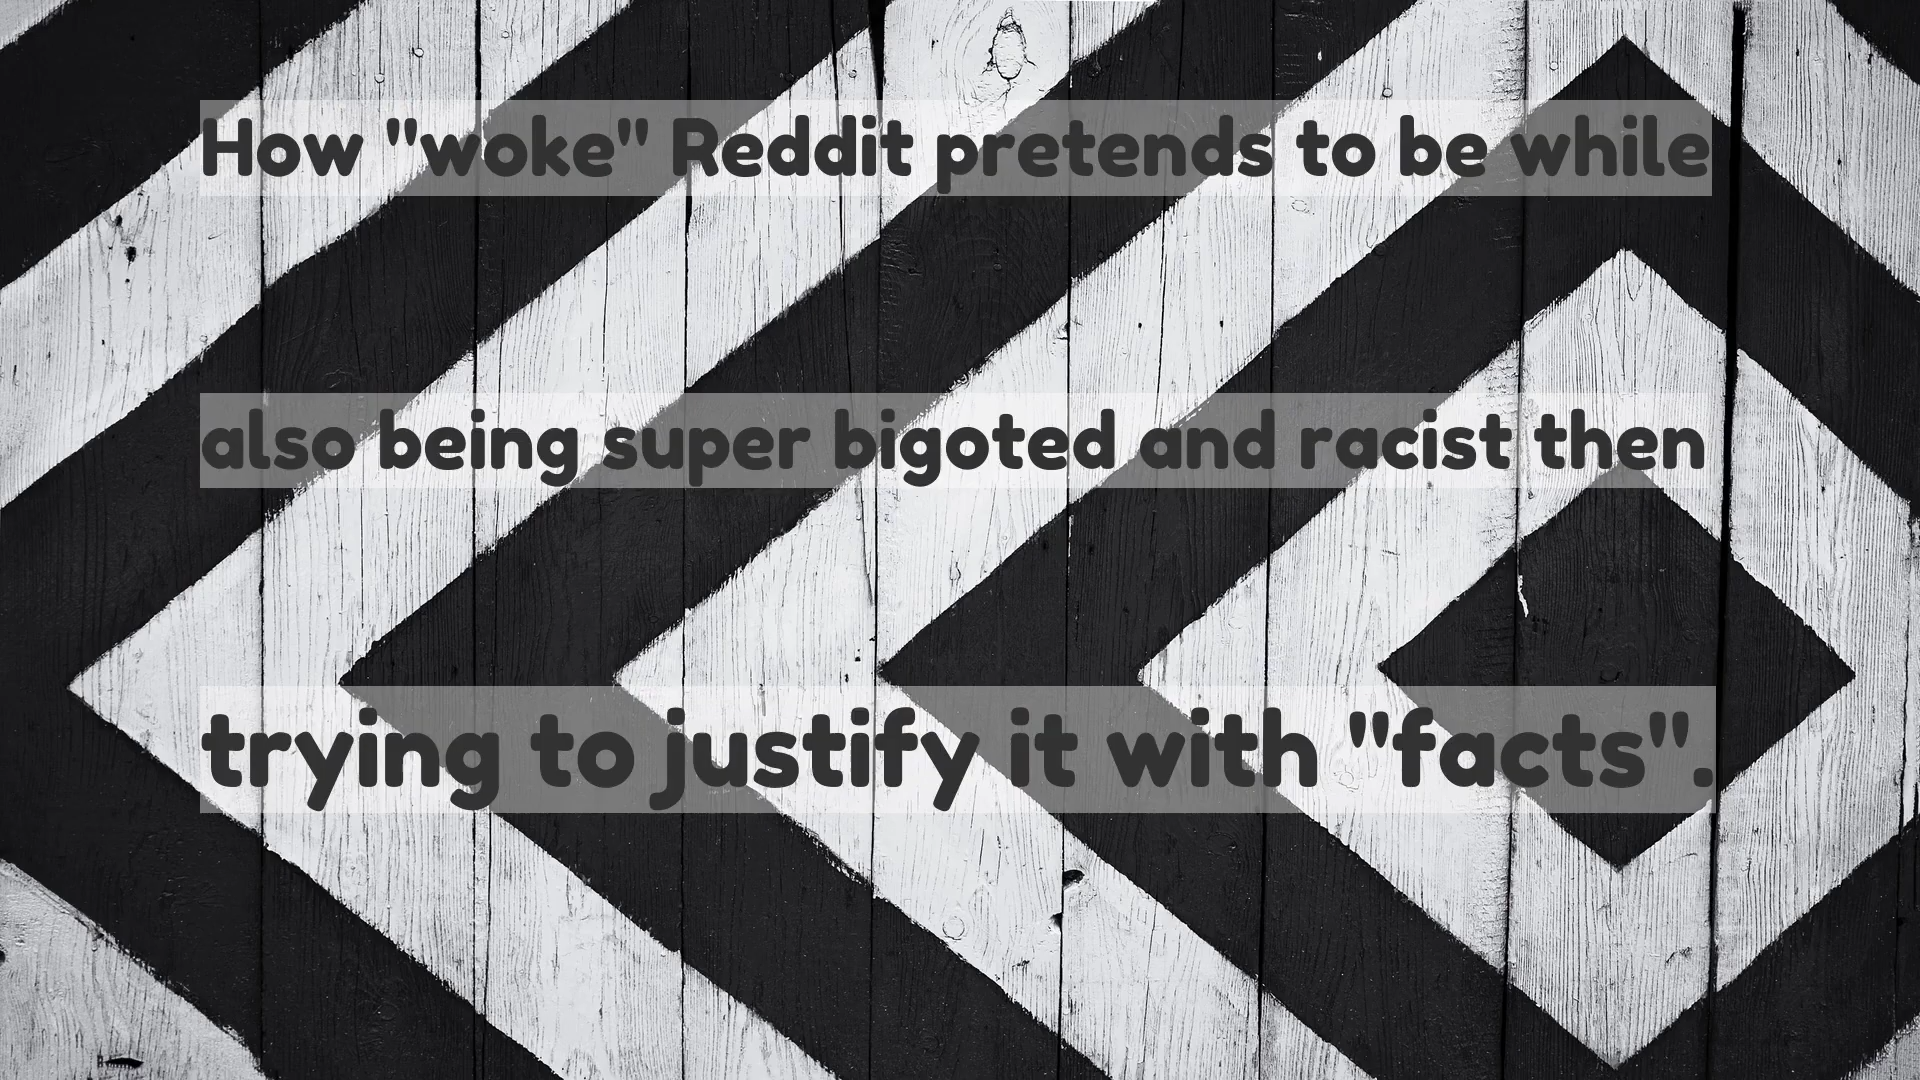 How "woke" Reddit pretends to be while
also being super bigoted and racist then
trying to justify it with "facts".